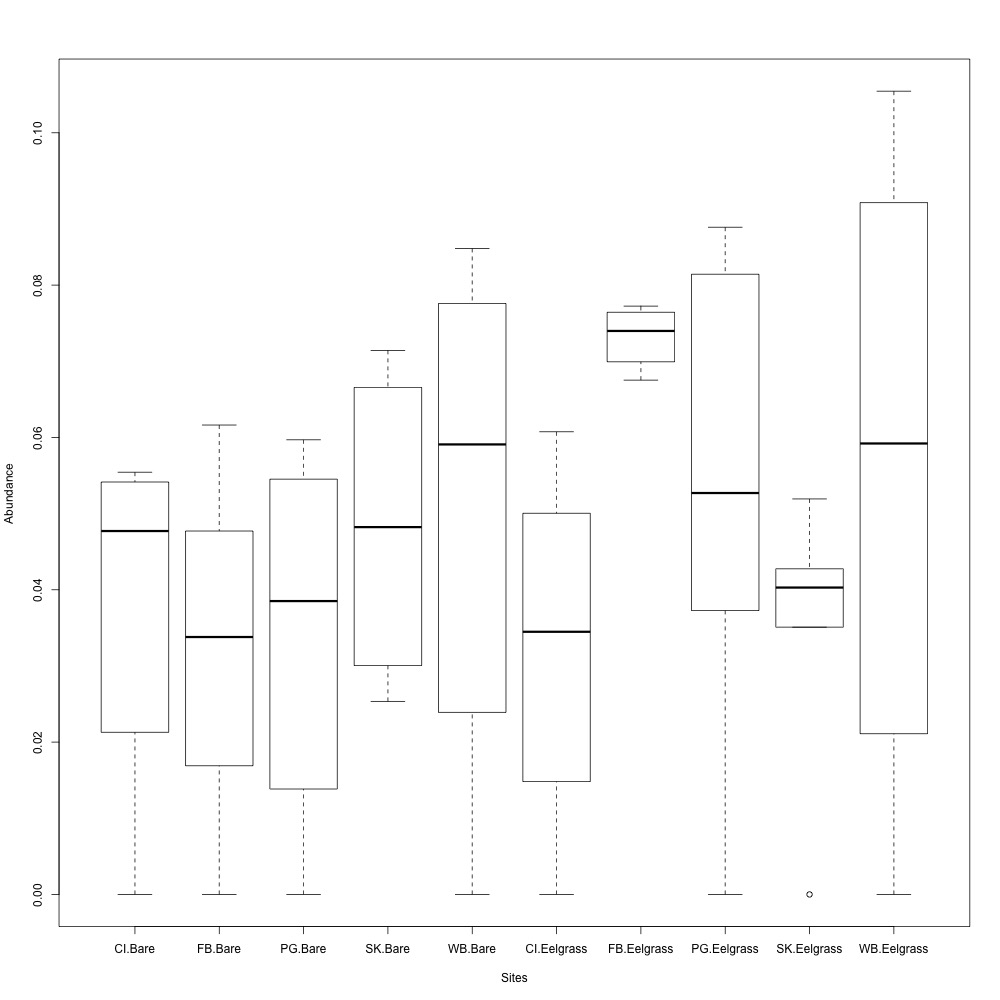 Abundance
0.10
0.08
0.06
0.04
0.02
0.00
CI.Bare FB.Bare PG.Bare SK.Bare WB.Bare CI.Eelgrass FB.Eelgrass PG.Eelgrass SK.Eelgrass WB.Eelgrass
Sites